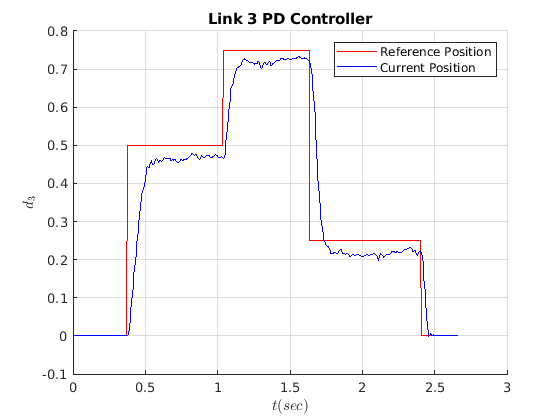 Link 3 PD Controller
Reference Position
Current Position
0.8
0.7
0.6
0.5
0.4
0.3
0.2
0.1
0
-0.1
d3
0 0.5 1 1.5 2 2.5 3
t(sec)